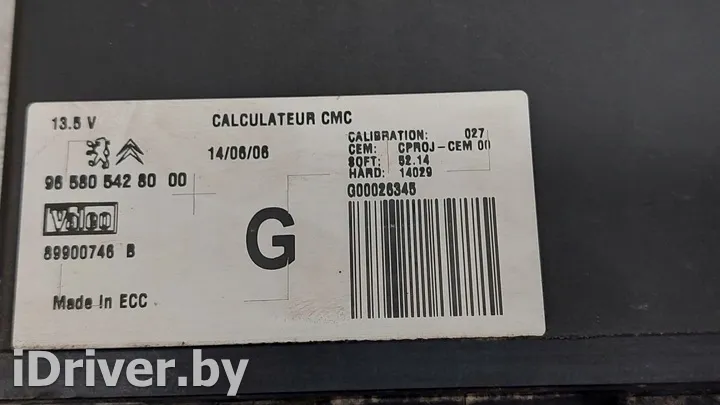 13.5 V
CALCULATEUR CMC
14/06/06
CALIBRATION: 027
CEM: CPROJ-CEM 00
SOFT: 52.14
HARD: 14029
G00026345
96 580 542 80 00
Valeo
89900746 B
G
Made in ECC
iDriver.by